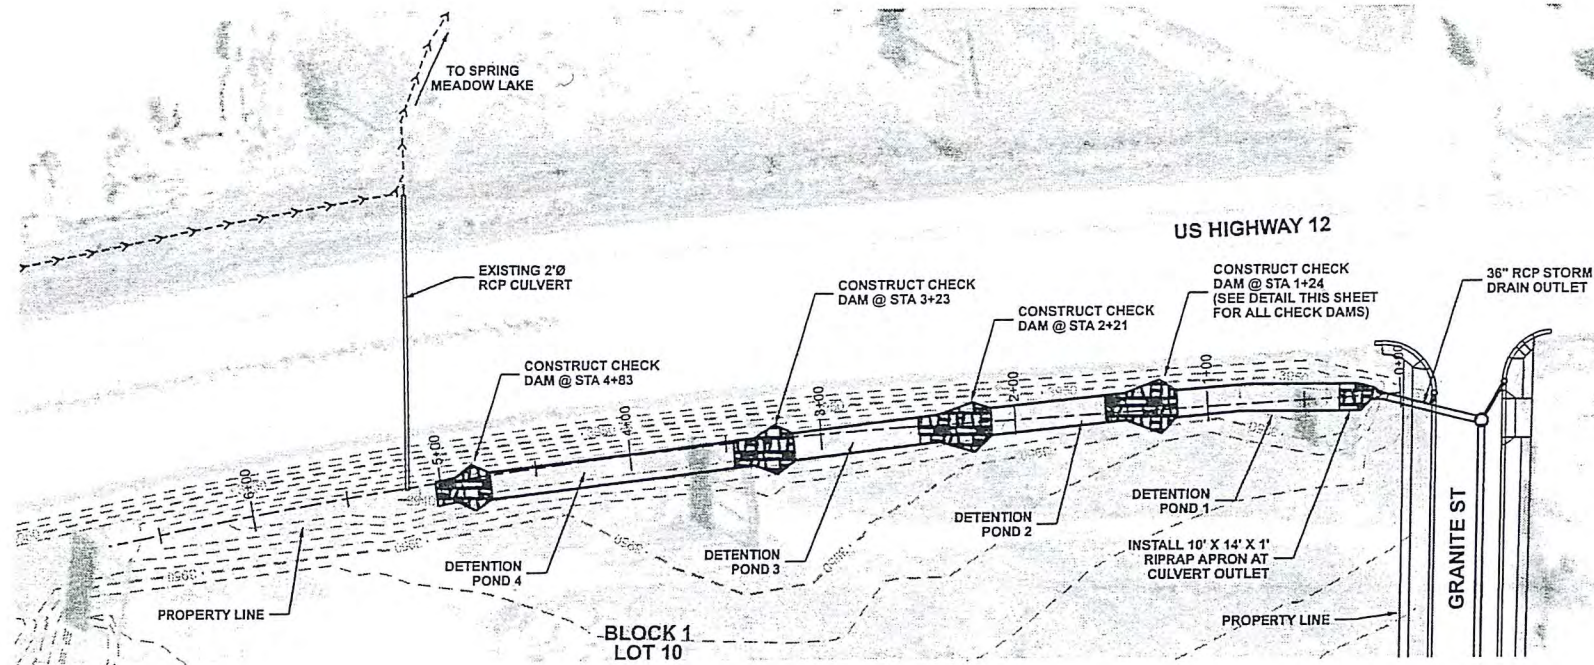 TO SPRING
MEADOW LAKE
US HIGHWAY 12
EXISTING 2'Ø
RCP CULVERT
CONSTRUCT CHECK
DAM @ STA 3+23
CONSTRUCT CHECK
DAM @ STA 2+21
CONSTRUCT CHECK
DAM @ STA 1+24
(SEE DETAIL THIS SHEET
FOR ALL CHECK DAMS)
36" RCP STORM
DRAIN OUTLET
CONSTRUCT CHECK
DAM @ STA 4+83
6+00
5+00
4+00
3+00
2+00
1+00
0+00
DETENTION
POND 4
DETENTION
POND 3
DETENTION
POND 2
DETENTION
POND 1
INSTALL 10' X 14' X 1'
RIPRAP APRON AT
CULVERT OUTLET
GRANITE ST
PROPERTY LINE
PROPERTY LINE
BLOCK 1
LOT 10